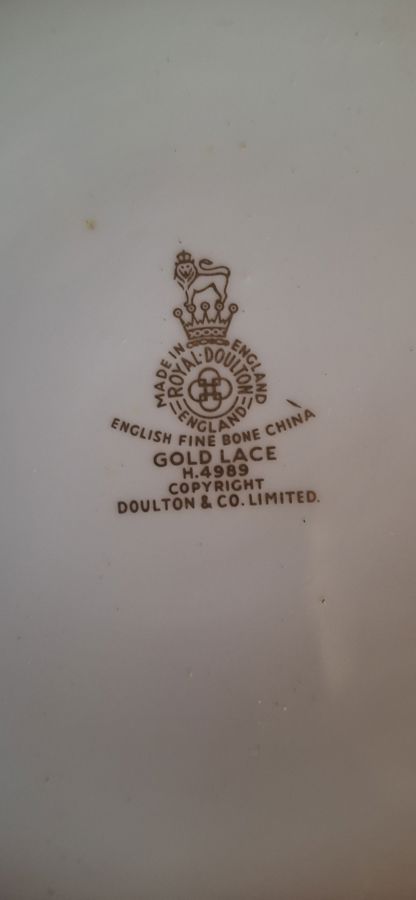 MADE IN ENGLAND
ROYAL·DOULTON
ENGLAND
ENGLISH FINE BONE CHINA
GOLD LACE
H.4989
COPYRIGHT
DOULTON & CO. LIMITED.